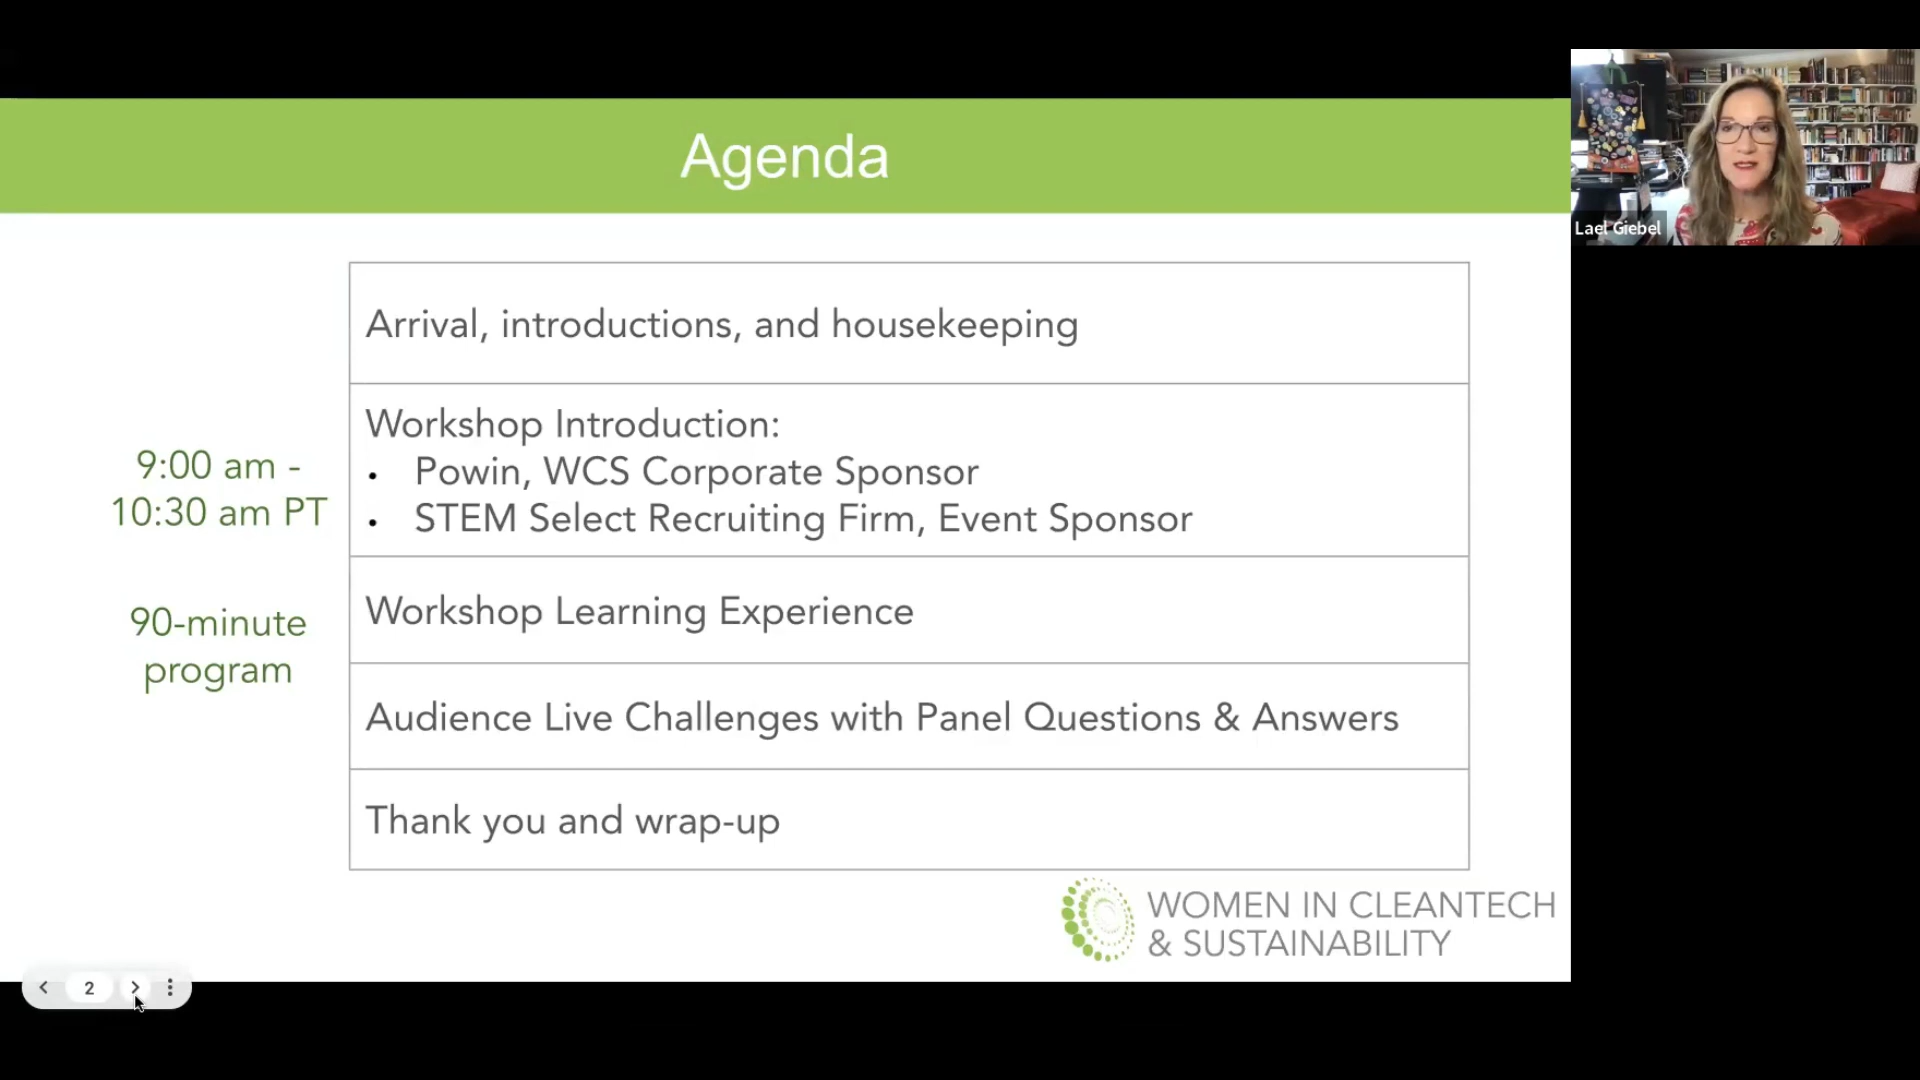 Agenda
Lael Giebel
9:00 am -
10:30 am PT
90-minute
program
Arrival, introductions, and housekeeping
Workshop Introduction:
• Powin, WCS Corporate Sponsor
• STEM Select Recruiting Firm, Event Sponsor
Workshop Learning Experience
Audience Live Challenges with Panel Questions & Answers
Thank you and wrap-up
WOMEN IN CLEANTECH
& SUSTAINABILITY
2